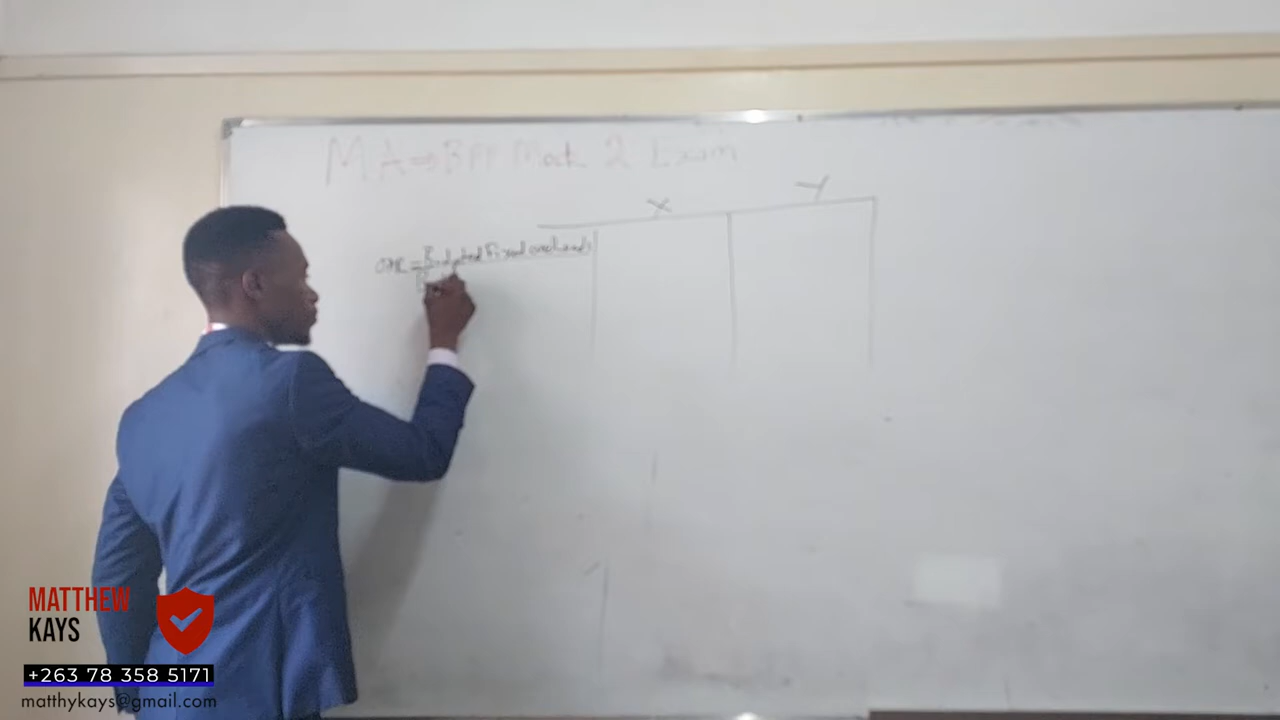 MA ⇒ BPP Mock 2 Exam
X Y
OAR = Budgeted Fixed overheads
MATTHEW
KAYS
+263 78 358 5171
matthykays@gmail.com